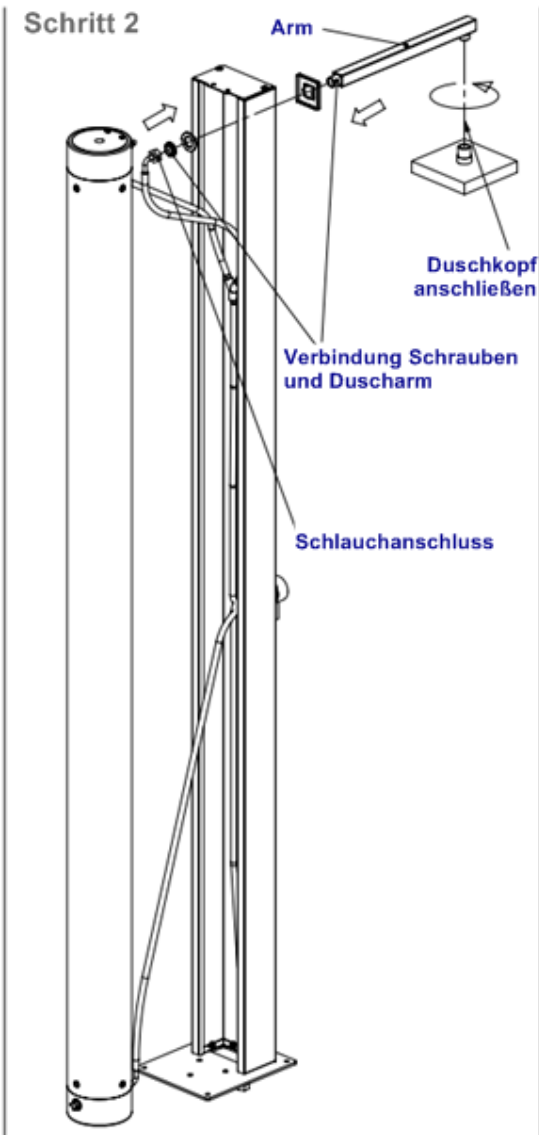 Schritt 2
Arm
Duschkopf
anschließen
Verbindung Schrauben
und Duscharm
Schlauchanschluss